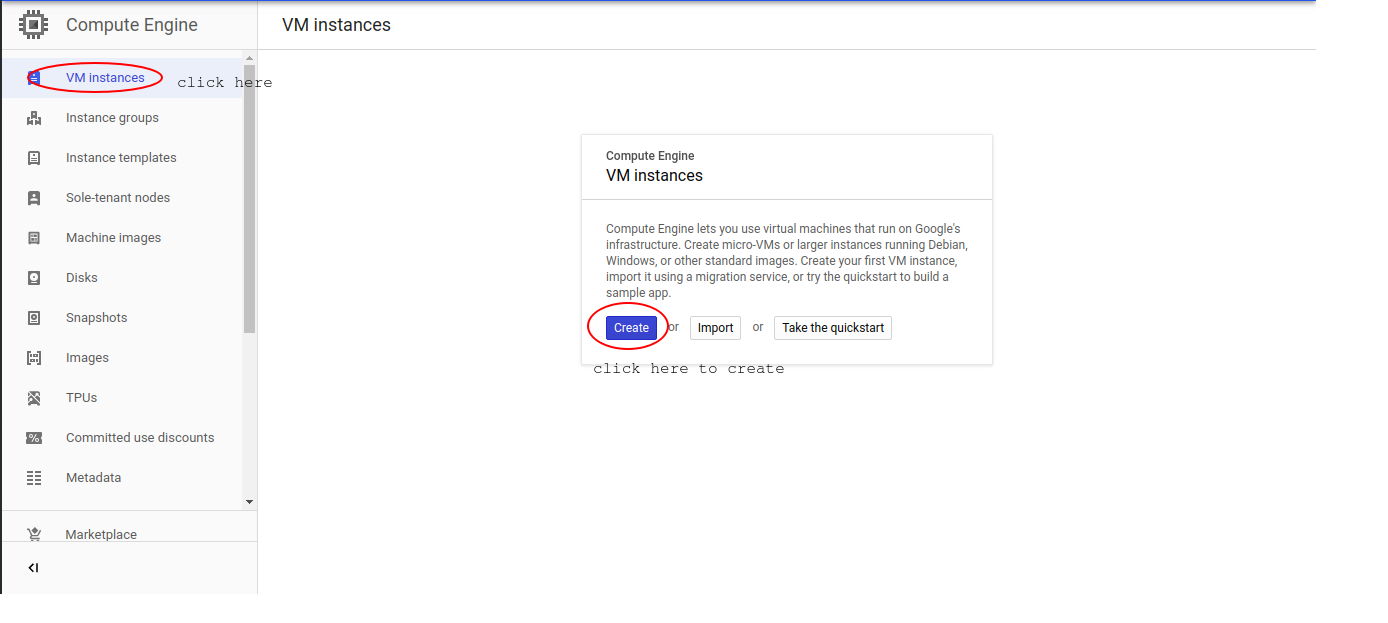 Compute Engine
VM instances
VM instances
click here
Instance groups
Instance templates
Sole-tenant nodes
Machine images
Disks
Snapshots
Images
TPUs
Committed use discounts
Metadata
Marketplace
Compute Engine
VM instances
Compute Engine lets you use virtual machines that run on Google's
infrastructure. Create micro-VMs or larger instances running Debian,
Windows, or other standard images. Create your first VM instance,
import it using a migration service, or try the quickstart to build a
sample app.
Create or Import or Take the quickstart
click here to create